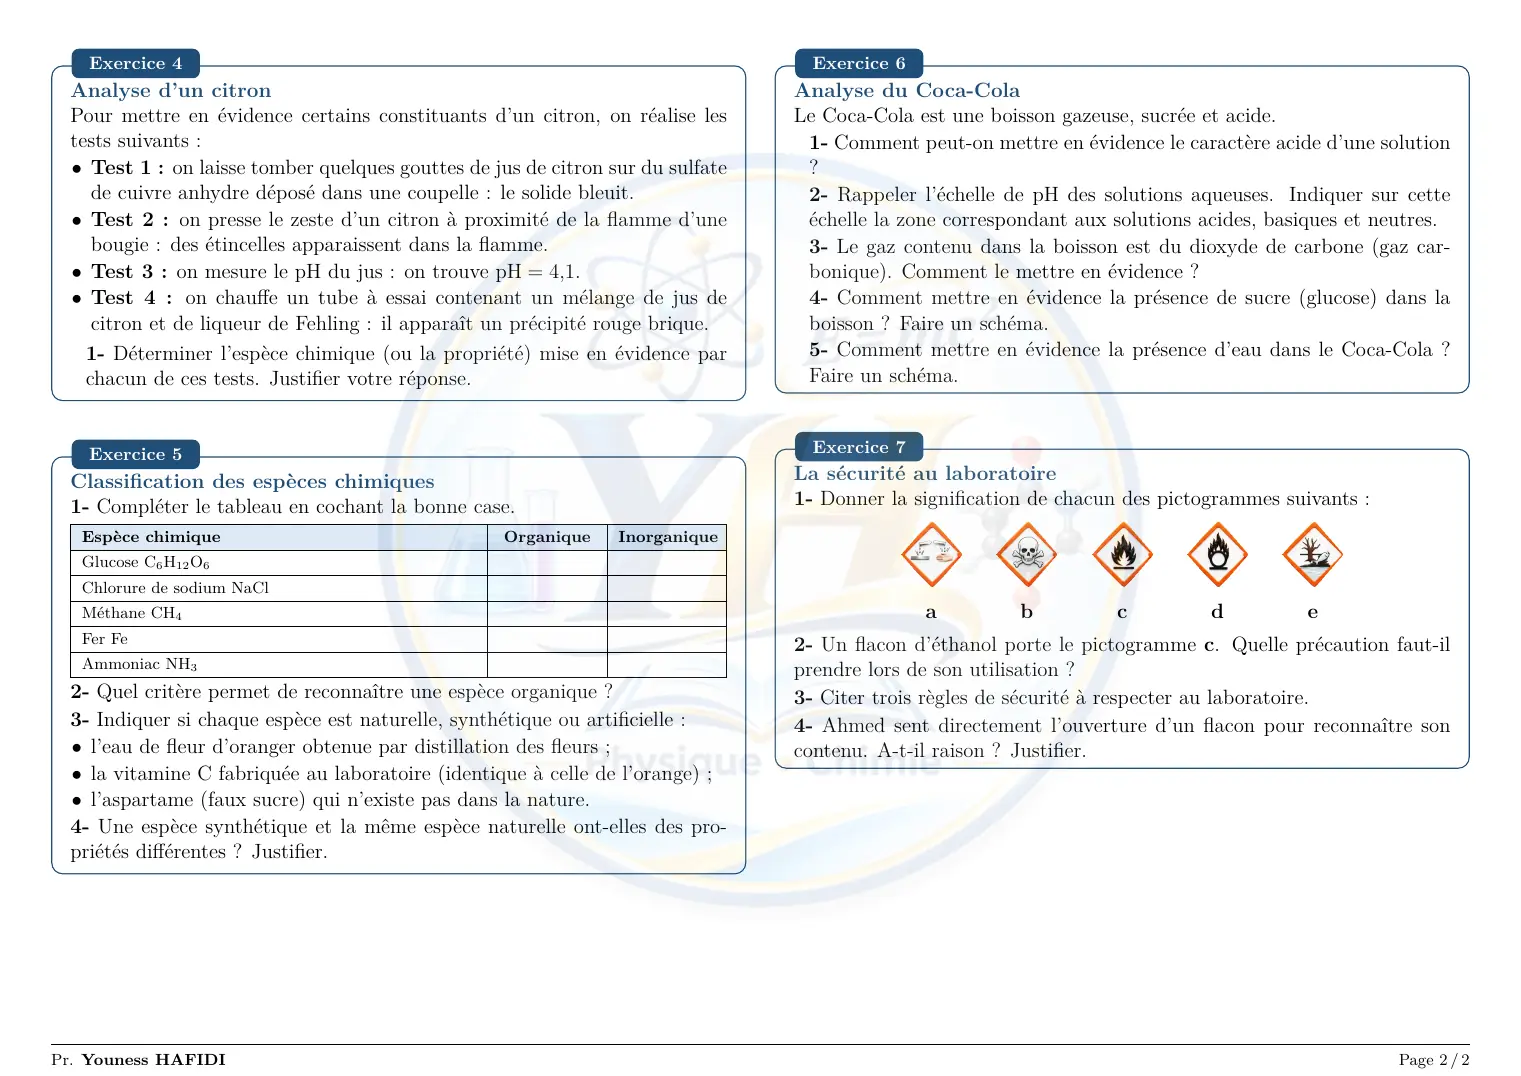 Exercice 4
Analyse d'un citron
Pour mettre en évidence certains constituants d'un citron, on réalise les
tests suivants :
• Test 1 : on laisse tomber quelques gouttes de jus de citron sur du sulfate
de cuivre anhydre déposé dans une coupelle : le solide bleuit.
• Test 2 : on presse le zeste d'un citron à proximité de la flamme d'une
bougie : des étincelles apparaissent dans la flamme.
• Test 3 : on mesure le pH du jus : on trouve pH = 4,1.
• Test 4 : on chauffe un tube à essai contenant un mélange de jus de
citron et de liqueur de Fehling : il apparaît un précipité rouge brique.
1- Déterminer l'espèce chimique (ou la propriété) mise en évidence par
chacun de ces tests. Justifier votre réponse.
Exercice 5
Classification des espèces chimiques
1- Compléter le tableau en cochant la bonne case.
Espèce chimique Organique Inorganique
Glucose C₆H₁₂O₆
Chlorure de sodium NaCl
Méthane CH₄
Fer Fe
Ammoniac NH₃
2- Quel critère permet de reconnaître une espèce organique ?
3- Indiquer si chaque espèce est naturelle, synthétique ou artificielle :
• l'eau de fleur d'oranger obtenue par distillation des fleurs ;
• la vitamine C fabriquée au laboratoire (identique à celle de l'orange) ;
• l'aspartame (faux sucre) qui n'existe pas dans la nature.
4- Une espèce synthétique et la même espèce naturelle ont-elles des pro-
priétés différentes ? Justifier.
Exercice 6
Analyse du Coca-Cola
Le Coca-Cola est une boisson gazeuse, sucrée et acide.
1- Comment peut-on mettre en évidence le caractère acide d'une solution
?
2- Rappeler l'échelle de pH des solutions aqueuses. Indiquer sur cette
échelle la zone correspondant aux solutions acides, basiques et neutres.
3- Le gaz contenu dans la boisson est du dioxyde de carbone (gaz car-
bonique). Comment le mettre en évidence ?
4- Comment mettre en évidence la présence de sucre (glucose) dans la
boisson ? Faire un schéma.
5- Comment mettre en évidence la présence d'eau dans le Coca-Cola ?
Faire un schéma.
Exercice 7
La sécurité au laboratoire
1- Donner la signification de chacun des pictogrammes suivants :
a b c d e
2- Un flacon d'éthanol porte le pictogramme c. Quelle précaution faut-il
prendre lors de son utilisation ?
3- Citer trois règles de sécurité à respecter au laboratoire.
4- Ahmed sent directement l'ouverture d'un flacon pour reconnaître son
contenu. A-t-il raison ? Justifier.
E=mc²
YH
Physique Chimie
Pr. Youness HAFIDI
Page 2 / 2